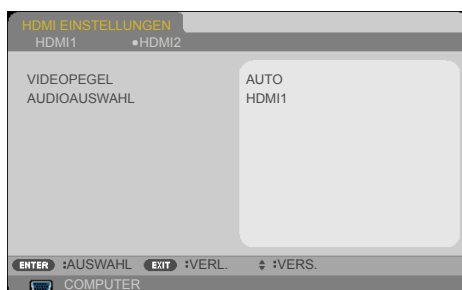 HDMI EINSTELLUNGEN
HDMI1 ●HDMI2
VIDEOPEGEL AUTO
AUDIOAUSWAHL HDMI1
ENTER :AUSWAHL EXIT :VERL. :VERS.
COMPUTER